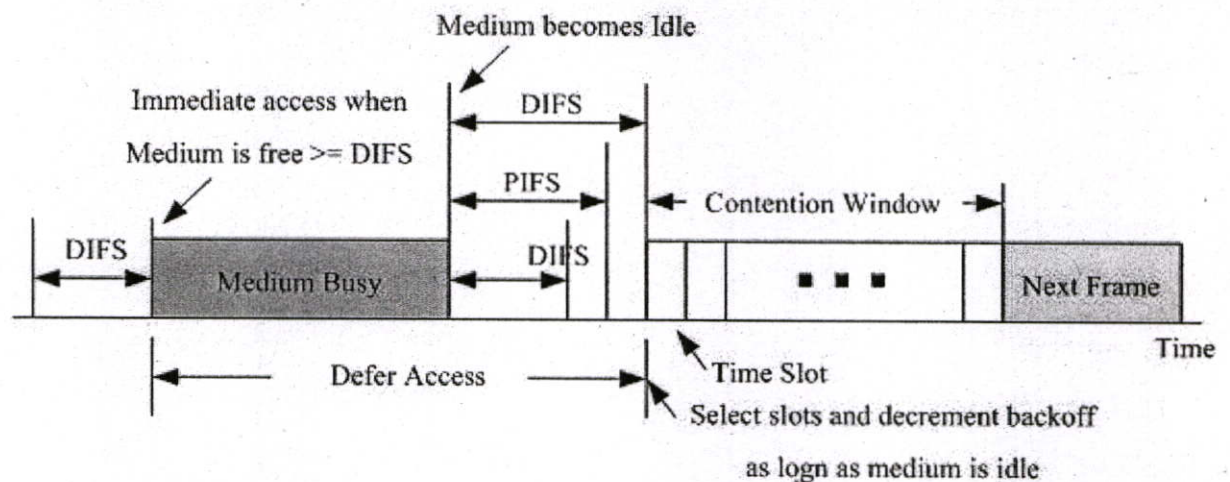 Medium becomes Idle
Immediate access when
Medium is free >= DIFS
DIFS
DIFS
PIFS
DIFS
Contention Window
Medium Busy
Next Frame
Time
Defer Access
Time Slot
Select slots and decrement backoff
as logn as medium is idle